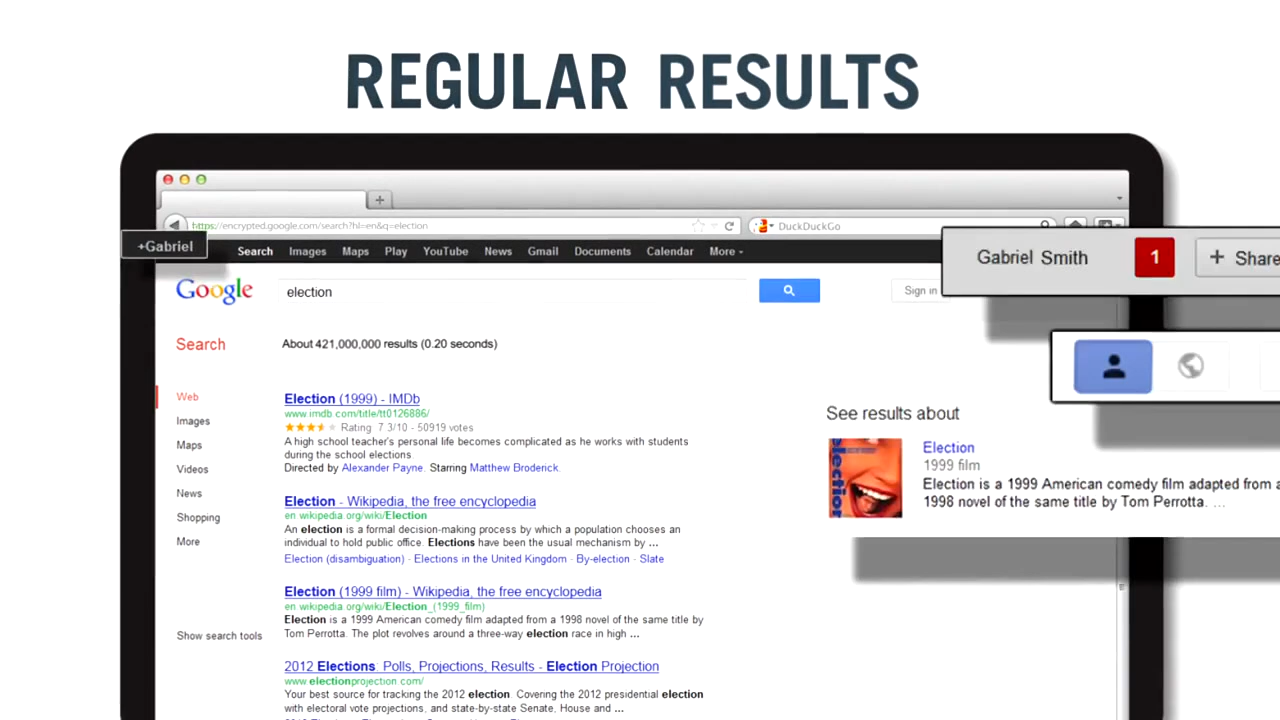 REGULAR RESULTS
https://encrypted.google.com/search?hl=en&q=election
DuckDuckGo
+Gabriel
Search Images Maps Play YouTube News Gmail Documents Calendar More
Gabriel Smith 1 + Share
Google
election
Sign in
Search
About 421,000,000 results (0.20 seconds)
Web
Images
Maps
Videos
News
Shopping
More
Show search tools
Election (1999) - IMDb
www.imdb.com/title/tt0126886/
Rating 7.3/10 - 50919 votes
A high school teacher's personal life becomes complicated as he works with students
during the school elections.
Directed by Alexander Payne. Starring Matthew Broderick.
Election - Wikipedia, the free encyclopedia
en.wikipedia.org/wiki/Election
An election is a formal decision-making process by which a population chooses an
individual to hold public office. Elections have been the usual mechanism by ...
Election (disambiguation) - Elections in the United Kingdom - By-election - Slate
Election (1999 film) - Wikipedia, the free encyclopedia
en.wikipedia.org/wiki/Election_(1999_film)
Election is a 1999 American comedy film adapted from a 1998 novel of the same title by
Tom Perrotta. The plot revolves around a three-way election race in high ...
2012 Elections: Polls, Projections, Results - Election Projection
www.electionprojection.com/
Your best source for tracking the 2012 election. Covering the 2012 presidential election
with electoral vote projections, and state-by-state Senate, House and ...
See results about
election
Election
1999 film
Election is a 1999 American comedy film adapted from a
1998 novel of the same title by Tom Perrotta. ...